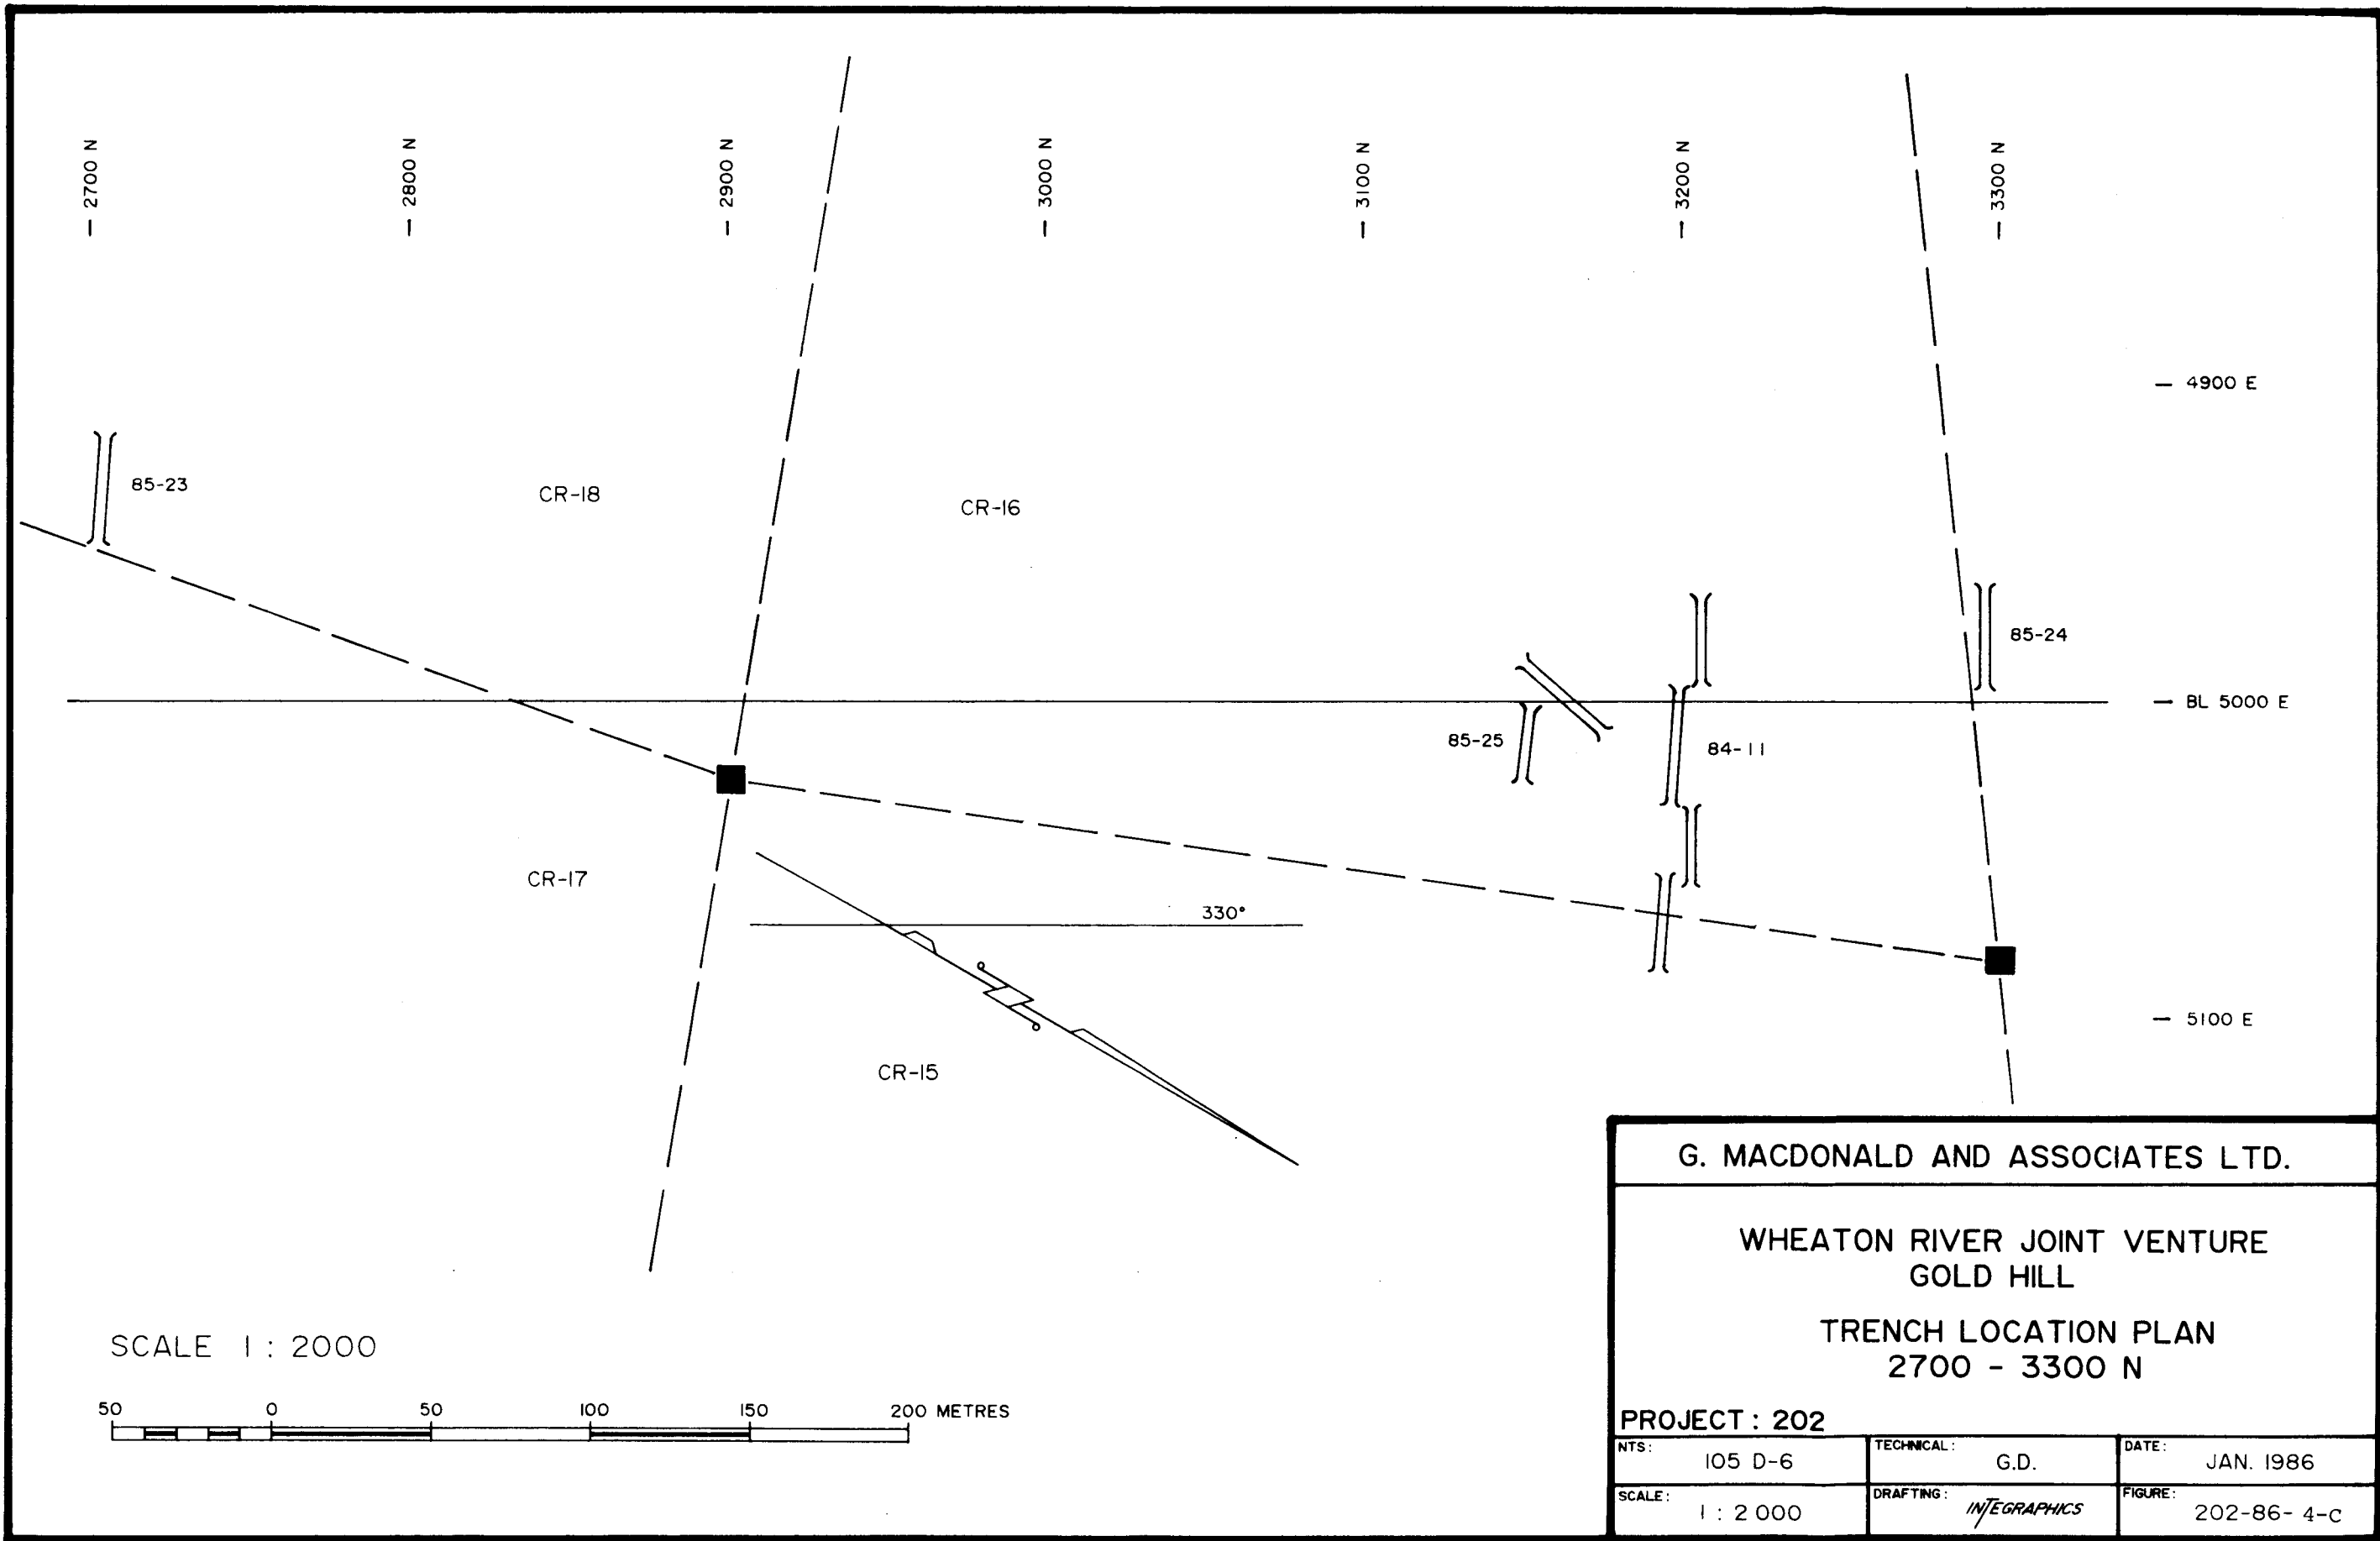 — 2700 N
— 2800 N
— 2900 N
— 3000 N
— 3100 N
— 3200 N
— 3300 N
— 4900 E
85-23
CR-18
CR-16
85-24
— BL 5000 E
85-25
84-11
CR-17
330°
— 5100 E
CR-15
SCALE 1 : 2000
50 0 50 100 150 200 METRES
G. MACDONALD AND ASSOCIATES LTD.
WHEATON RIVER JOINT VENTURE
GOLD HILL
TRENCH LOCATION PLAN
2700 - 3300 N
PROJECT : 202
NTS: 105 D-6
TECHNICAL: G.D.
DATE: JAN. 1986
SCALE: 1 : 2 000
DRAFTING: INTEGRAPHICS
FIGURE: 202-86- 4-C